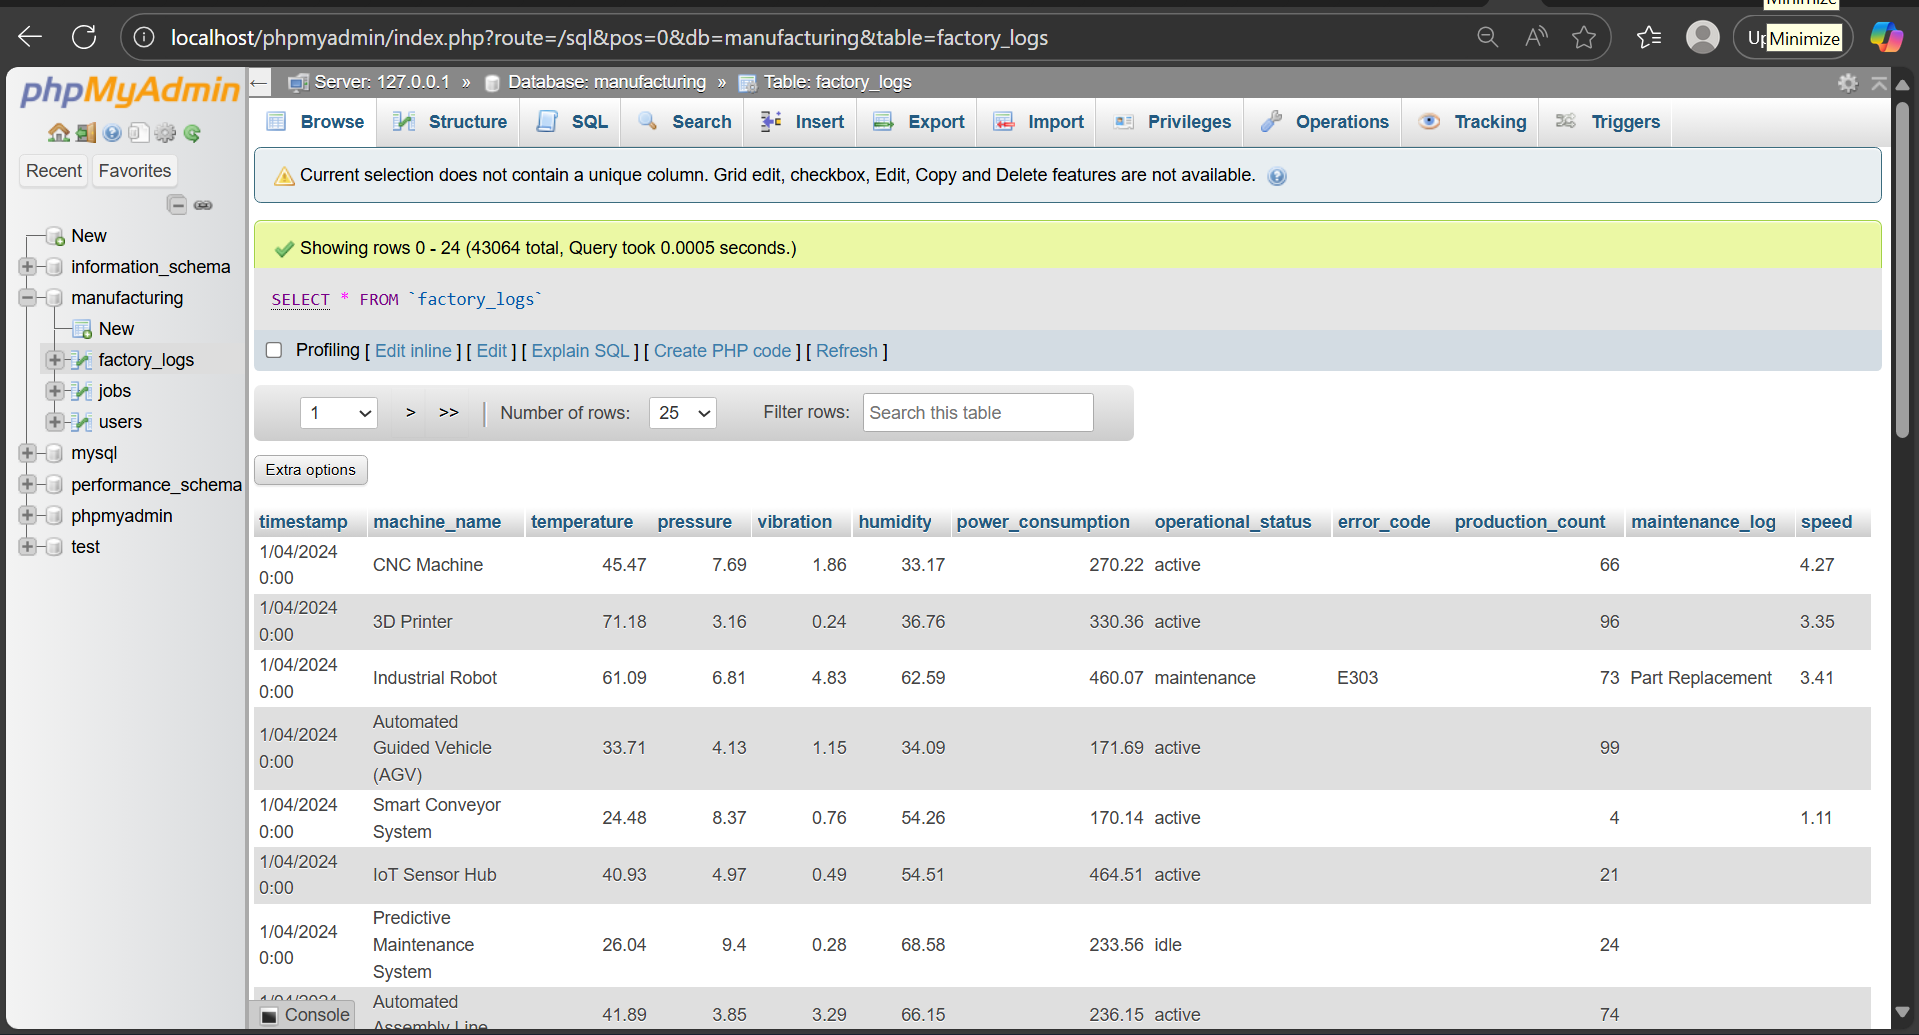 Minimize
localhost/phpmyadmin/index.php?route=/sql&pos=0&db=manufacturing&table=factory_logs
Minimize
phpMyAdmin
Recent Favorites
New
information_schema
manufacturing
New
factory_logs
jobs
users
mysql
performance_schema
phpmyadmin
test
Server: 127.0.0.1 » Database: manufacturing » Table: factory_logs
Browse Structure SQL Search Insert Export Import Privileges Operations Tracking Triggers
Current selection does not contain a unique column. Grid edit, checkbox, Edit, Copy and Delete features are not available.
Showing rows 0 - 24 (43064 total, Query took 0.0005 seconds.)
SELECT * FROM `factory_logs`
Profiling [ Edit inline ] [ Edit ] [ Explain SQL ] [ Create PHP code ] [ Refresh ]
1 > >> | Number of rows: 25 Filter rows: Search this table
Extra options
timestamp machine_name temperature pressure vibration humidity power_consumption operational_status error_code production_count maintenance_log speed
1/04/2024
0:00 CNC Machine 45.47 7.69 1.86 33.17 270.22 active 66 4.27
1/04/2024
0:00 3D Printer 71.18 3.16 0.24 36.76 330.36 active 96 3.35
1/04/2024
0:00 Industrial Robot 61.09 6.81 4.83 62.59 460.07 maintenance E303 73 Part Replacement 3.41
1/04/2024
0:00 Automated
Guided Vehicle
(AGV) 33.71 4.13 1.15 34.09 171.69 active 99
1/04/2024
0:00 Smart Conveyor
System 24.48 8.37 0.76 54.26 170.14 active 4 1.11
1/04/2024
0:00 IoT Sensor Hub 40.93 4.97 0.49 54.51 464.51 active 21
1/04/2024
0:00 Predictive
Maintenance
System 26.04 9.4 0.28 68.58 233.56 idle 24
1/04/2024 Automated
Assembly Line 41.89 3.85 3.29 66.15 236.15 active 74
Console